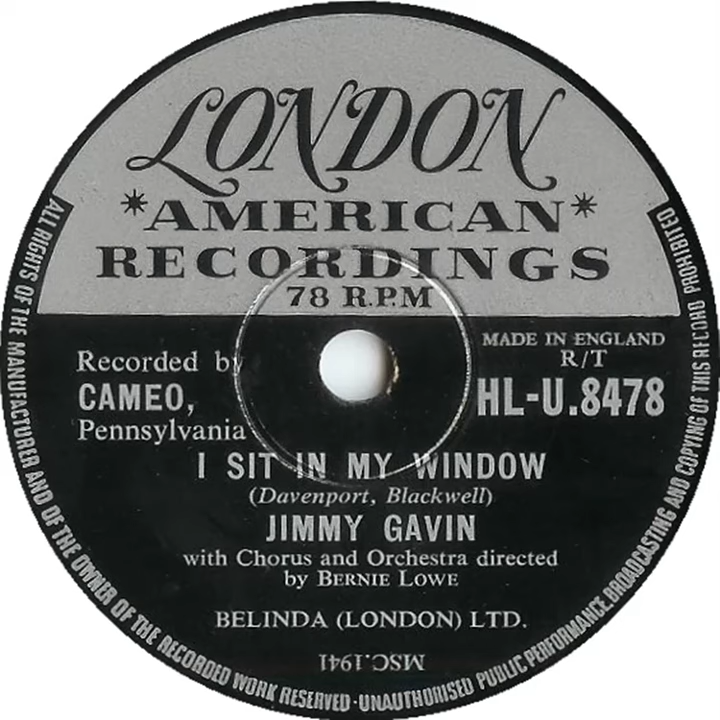 LONDON
*AMERICAN*
RECORDINGS
78 R.P.M
Recorded by
CAMEO,
Pennsylvania
MADE IN ENGLAND
R/T
HL-U.8478
I SIT IN MY WINDOW
(Davenport, Blackwell)
JIMMY GAVIN
with Chorus and Orchestra directed
by BERNIE LOWE
BELINDA (LONDON) LTD.
MSC.1941
ALL RIGHTS OF THE MANUFACTURER AND OF THE OWNER OF THE RECORDED WORK RESERVED · UNAUTHORISED PUBLIC PERFORMANCE, BROADCASTING AND COPYING OF THIS RECORD PROHIBITED